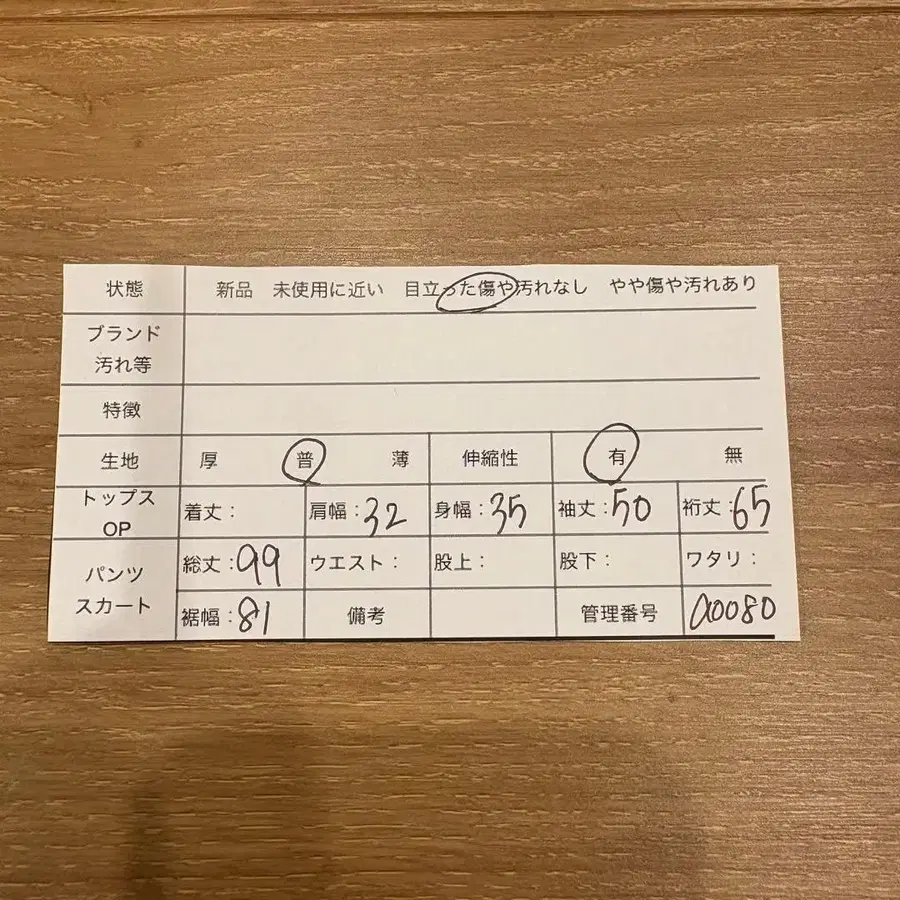 状態 新品 未使用に近い 目立った傷や汚れなし やや傷や汚れあり
ブランド
汚れ等
特徴
生地 厚 普 薄 伸縮性 有 無
トップス
OP
着丈: 肩幅:32 身幅:35 袖丈:50 裄丈:65
パンツ
スカート
総丈:99 ウエスト: 股上: 股下: ワタリ:
裾幅:81 備考 管理番号 a0080